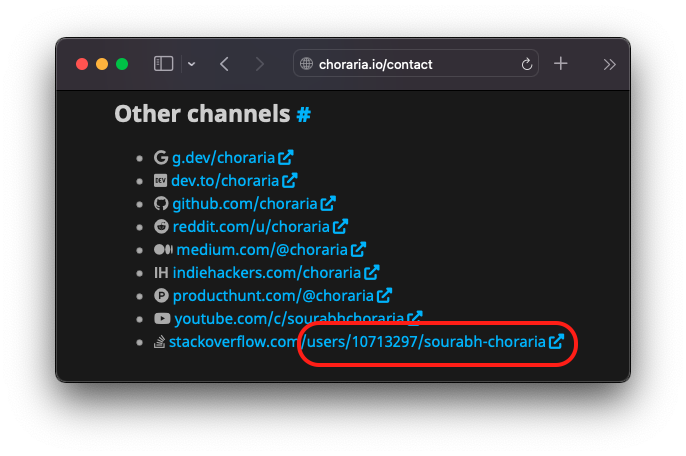 choraria.io/contact
Other channels #
g.dev/choraria
DEV dev.to/choraria
github.com/choraria
reddit.com/u/choraria
medium.com/@choraria
IH indiehackers.com/choraria
P producthunt.com/@choraria
youtube.com/c/sourabhchoraria
stackoverflow.com/users/10713297/sourabh-choraria